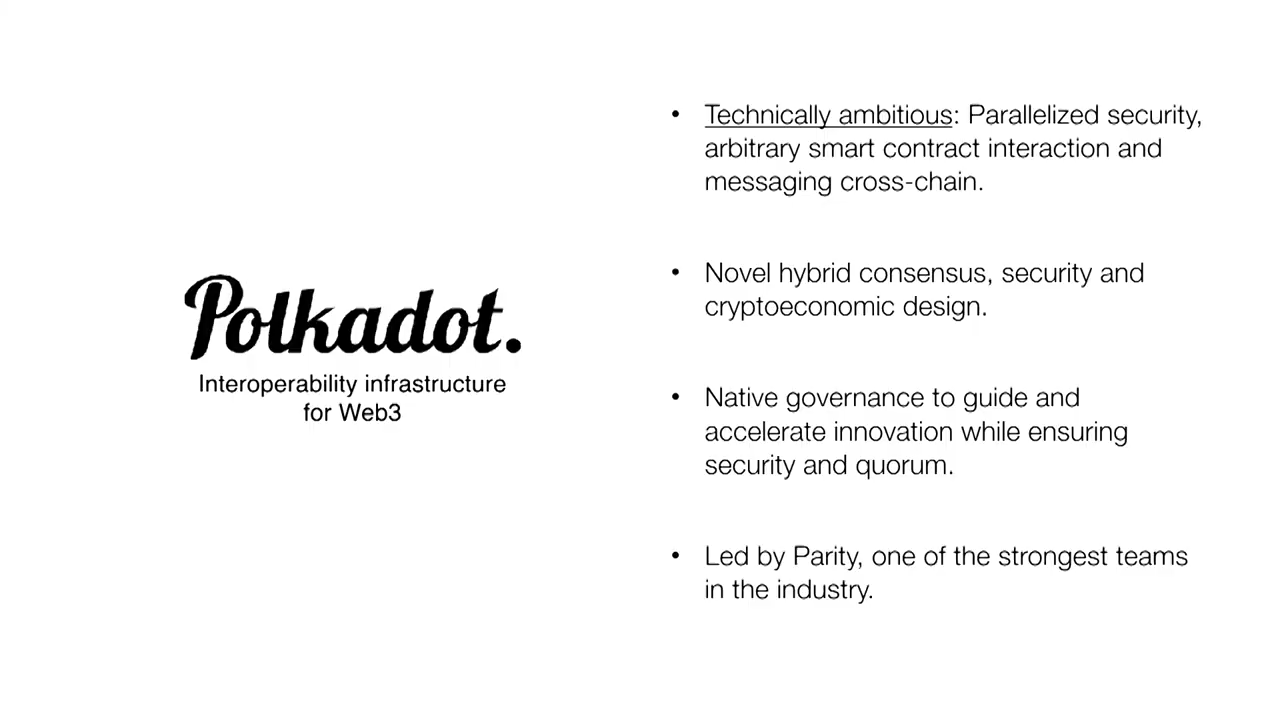 Polkadot.
Interoperability infrastructure
for Web3
• Technically ambitious: Parallelized security,
arbitrary smart contract interaction and
messaging cross-chain.
• Novel hybrid consensus, security and
cryptoeconomic design.
• Native governance to guide and
accelerate innovation while ensuring
security and quorum.
• Led by Parity, one of the strongest teams
in the industry.